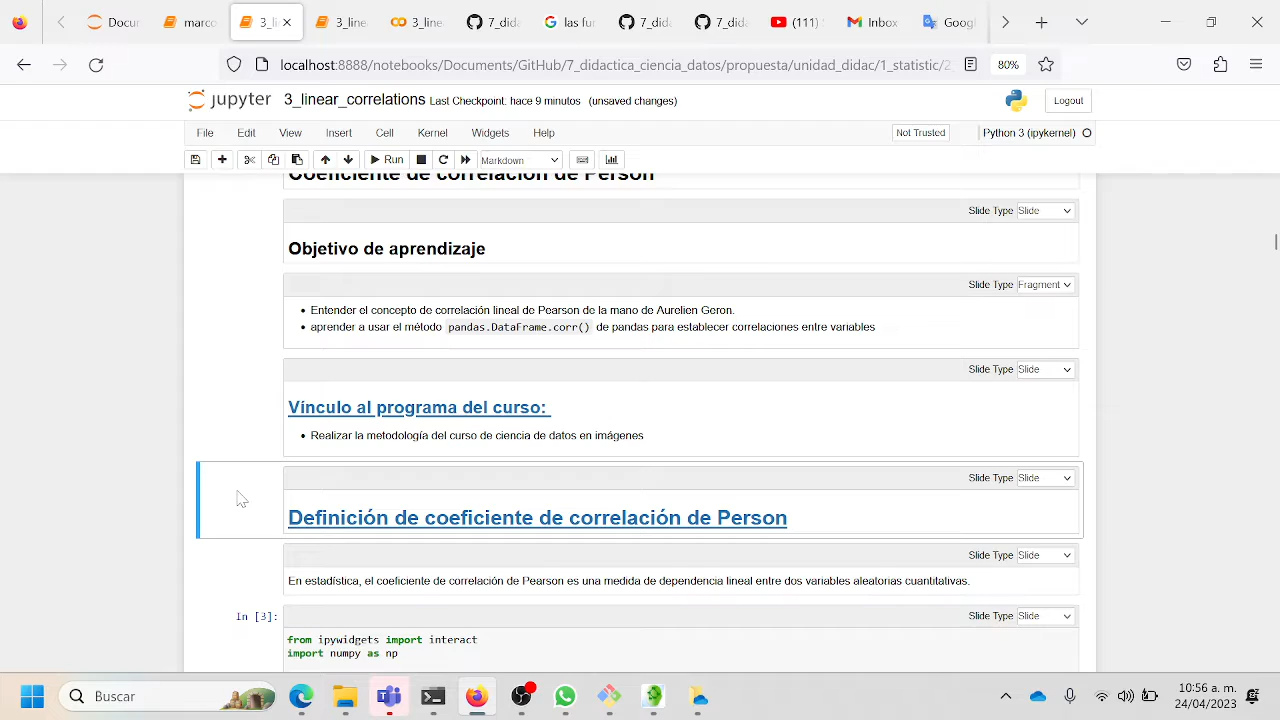 Docur
marco
3_li
3_line
3_line
7_dida
las fur
7_dida
7_dida
(111)
Inbox
Googl
localhost:8888/notebooks/Documents/GitHub/7_didactica_ciencia_datos/propuesta/unidad_didac/1_statistic/2_
80%
jupyter 3_linear_correlations Last Checkpoint: hace 9 minutos (unsaved changes)
Logout
File Edit View Insert Cell Kernel Widgets Help
Not Trusted
Python 3 (ipykernel)
Run
Markdown
Coeficiente de correlación de Person
Slide Type Slide
Objetivo de aprendizaje
Slide Type Fragment
• Entender el concepto de correlación lineal de Pearson de la mano de Aurelien Geron.
• aprender a usar el método pandas.DataFrame.corr() de pandas para establecer correlaciones entre variables
Slide Type Slide
Vínculo al programa del curso:
• Realizar la metodología del curso de ciencia de datos en imágenes
Slide Type Slide
Definición de coeficiente de correlación de Person
Slide Type Slide
En estadística, el coeficiente de correlación de Pearson es una medida de dependencia lineal entre dos variables aleatorias cuantitativas.
In [3]:
Slide Type Slide
from ipywidgets import interact
import numpy as np
Buscar
10:56 a. m.
24/04/2023